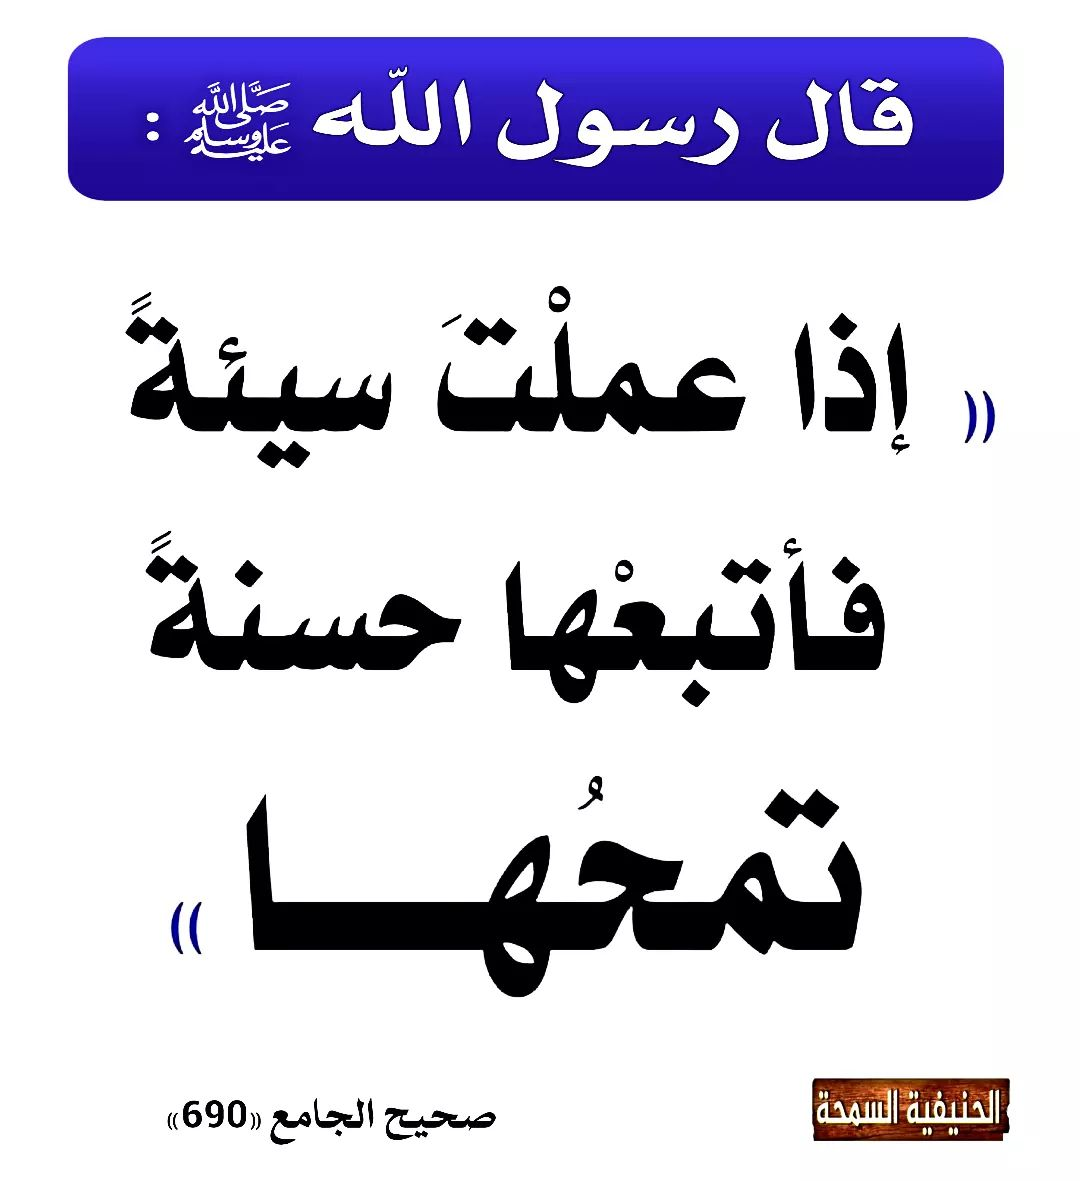 قال رسول الله ﷺ :
(( إذا عملْتَ سيئةً
فأتبعْها حسنةً
تمحُهـــا ))
صحيح الجامع ((690))
الحنيفية السمحة